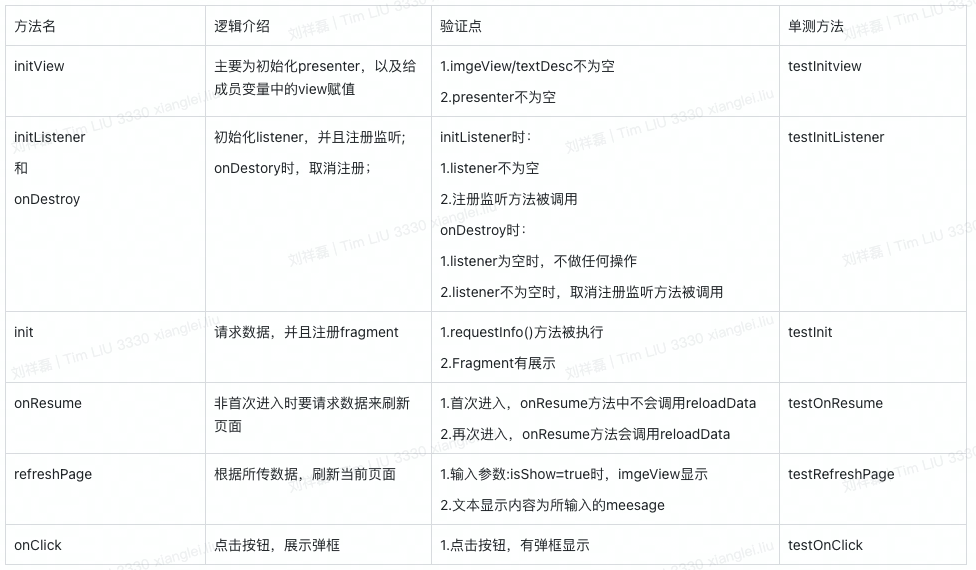 方法名
逻辑介绍
验证点
单测方法
initView
主要为初始化presenter，以及给
成员变量中的view赋值
1.imgeView/textDesc不为空
2.presenter不为空
testInitview
initListener
和
onDestroy
初始化listener，并且注册监听;
onDestory时，取消注册；
initListener时：
1.listener不为空
2.注册监听方法被调用
onDestroy时：
1.listener为空时，不做任何操作
2.listener不为空时，取消注册监听方法被调用
testInitListener
init
请求数据，并且注册fragment
1.requestInfo()方法被执行
2.Fragment有展示
testInit
onResume
非首次进入时要请求数据来刷新
页面
1.首次进入，onResume方法中不会调用reloadData
2.再次进入，onResume方法会调用reloadData
testOnResume
refreshPage
根据所传数据，刷新当前页面
1.输入参数:isShow=true时，imgeView显示
2.文本显示内容为所输入的meesage
testRefreshPage
onClick
点击按钮，展示弹框
1.点击按钮，有弹框显示
testOnClick
刘祥磊 | Tim LIU 3330 xianglei.liu